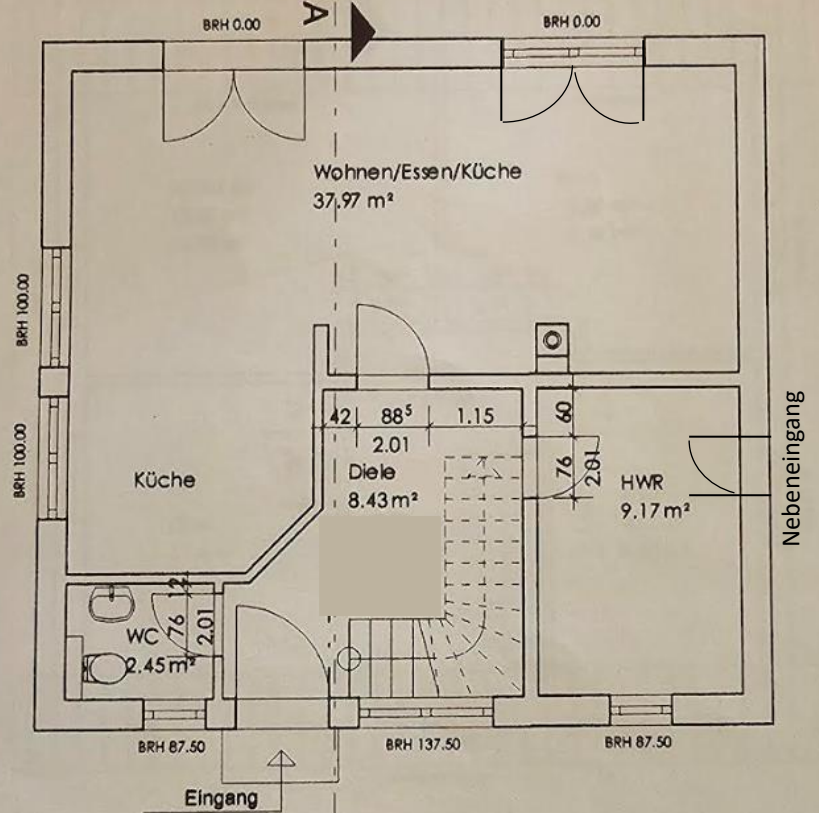 BRH 0.00
A
BRH 0.00
Wohnen/Essen/Küche
37.97 m²
BRH 100.00
BRH 100.00
42 88⁵ 1.15
2.01
60
76
2.01
Diele
8.43 m²
Küche
HWR
9.17 m²
Nebeneingang
12
76
2.01
WC
2.45 m²
BRH 87.50
BRH 137.50
BRH 87.50
Eingang